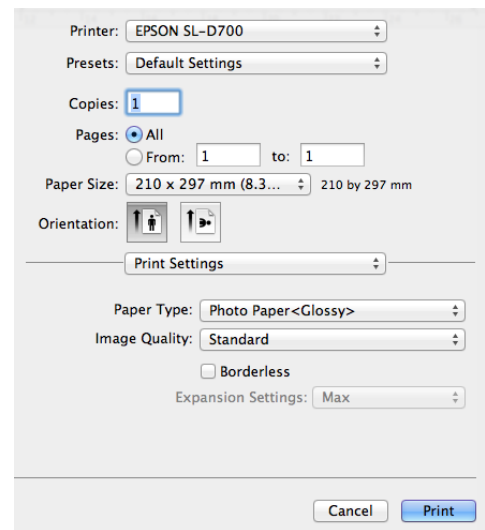 Printer: EPSON SL-D700
Presets: Default Settings
Copies: 1
Pages: All
From: 1 to: 1
Paper Size: 210 x 297 mm (8.3... 210 by 297 mm
Orientation:
Print Settings
Paper Type: Photo Paper<Glossy>
Image Quality: Standard
Borderless
Expansion Settings: Max
Cancel Print